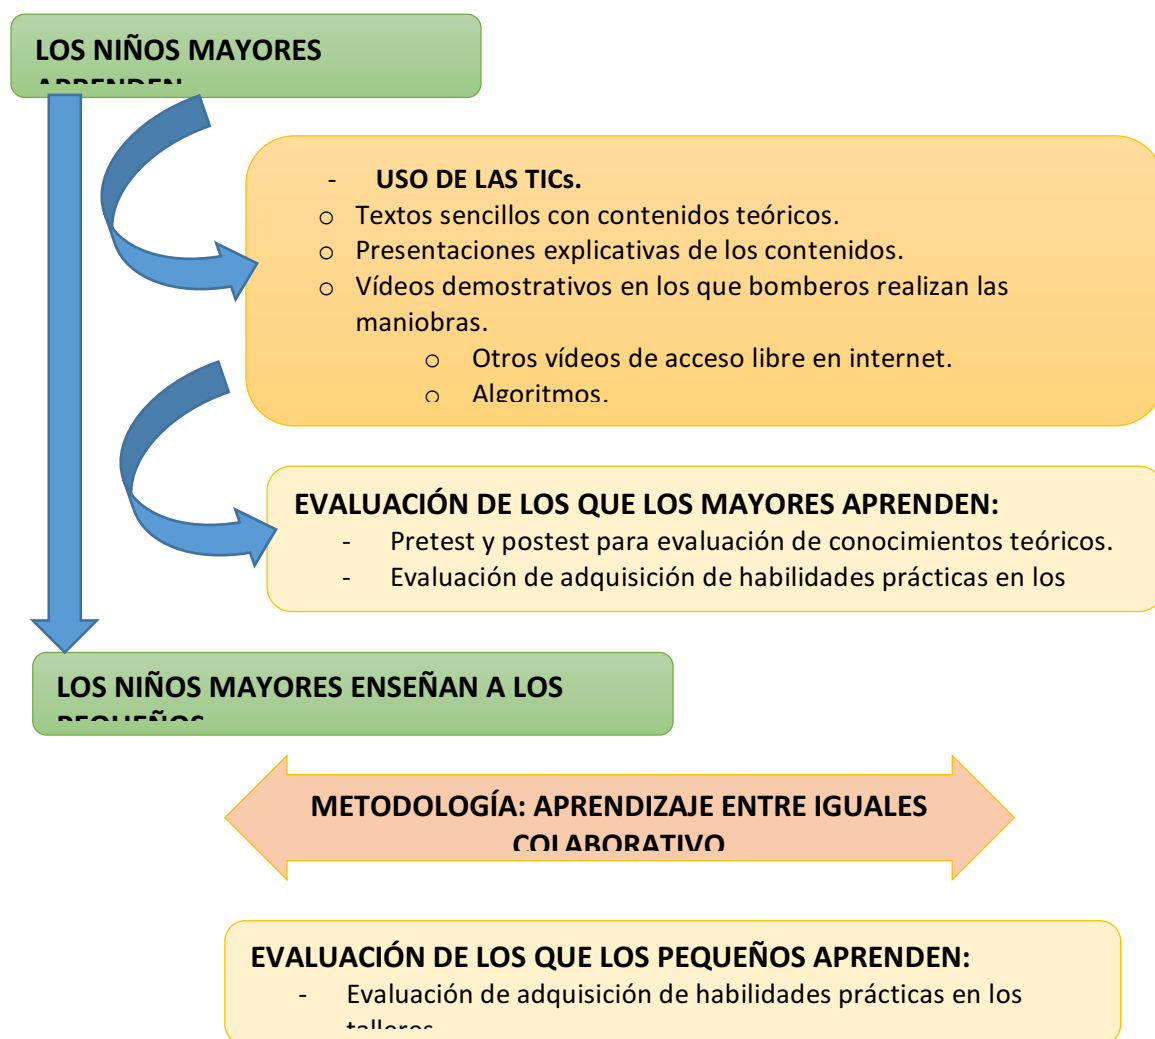 LOS NIÑOS MAYORES
APRENDEN
- USO DE LAS TICs.
o Textos sencillos con contenidos teóricos.
o Presentaciones explicativas de los contenidos.
o Vídeos demostrativos en los que bomberos realizan las
maniobras.
o Otros vídeos de acceso libre en internet.
o Algoritmos.
EVALUACIÓN DE LOS QUE LOS MAYORES APRENDEN:
- Pretest y postest para evaluación de conocimientos teóricos.
- Evaluación de adquisición de habilidades prácticas en los
LOS NIÑOS MAYORES ENSEÑAN A LOS
PEQUEÑOS
METODOLOGÍA: APRENDIZAJE ENTRE IGUALES
COLABORATIVO
EVALUACIÓN DE LOS QUE LOS PEQUEÑOS APRENDEN:
- Evaluación de adquisición de habilidades prácticas en los
talleres